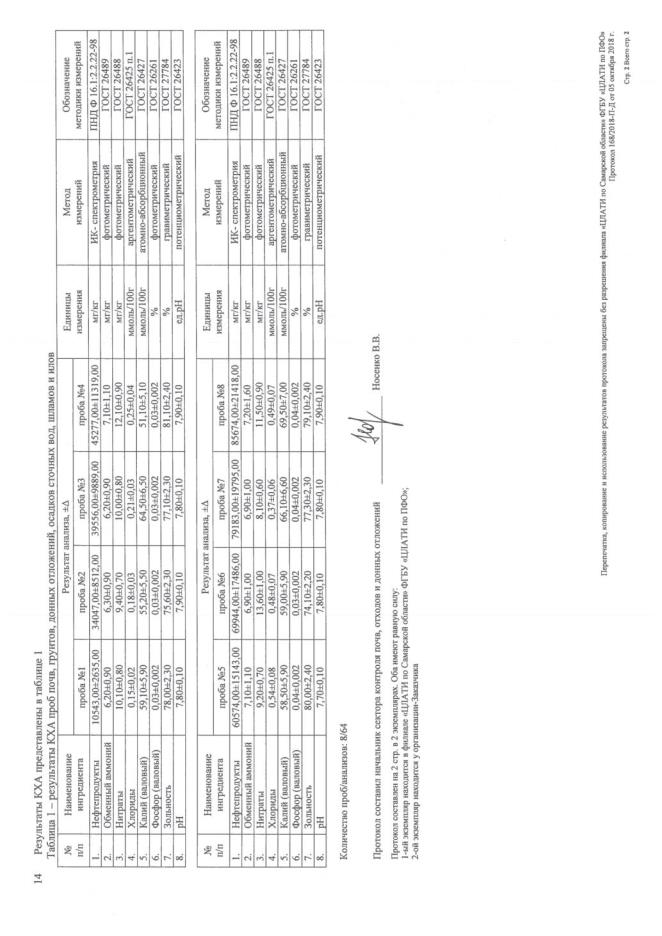 14
Результаты КХА представлены в таблице 1
Таблица 1 – результаты КХА проб почв, грунтов, донных отложений, осадков сточных вод, шламов и илов
№ п/п | Наименование ингредиента | Результат анализа, ±Δ | Единицы измерения | Метод измерений | Обозначение методики измерений
проба №1 | проба №2 | проба №3 | проба №4
1. | Нефтепродукты | 10543,00±2635,00 | 34047,00±8512,00 | 39556,00±9889,00 | 45277,00±11319,00 | мг/кг | ИК- спектрометрия | ПНД Ф 16.1:2.2.22-98
2. | Обменный аммоний | 6,20±0,90 | 6,30±0,90 | 6,20±0,90 | 7,10±1,10 | мг/кг | фотометрический | ГОСТ 26489
3. | Нитраты | 10,10±0,80 | 9,40±0,70 | 10,00±0,80 | 12,10±0,90 | мг/кг | фотометрический | ГОСТ 26488
4. | Хлориды | 0,15±0,02 | 0,18±0,03 | 0,21±0,03 | 0,25±0,04 | ммоль/100г | аргентометрический | ГОСТ 26425 п.1
5. | Калий (валовый) | 59,10±5,90 | 55,20±5,50 | 64,50±6,50 | 51,10±5,10 | ммоль/100г | атомно-абсорбционный | ГОСТ 26427
6. | Фосфор (валовый) | 0,03±0,002 | 0,03±0,002 | 0,03±0,002 | 0,03±0,002 | % | фотометрический | ГОСТ 26261
7. | Зольность | 78,00±2,30 | 75,60±2,30 | 77,10±2,30 | 81,10±2,40 | % | гравиметрический | ГОСТ 27784
8. | pH | 7,80±0,10 | 7,90±0,10 | 7,80±0,10 | 7,90±0,10 | ед.pH | потенциометрический | ГОСТ 26423
№ п/п | Наименование ингредиента | Результат анализа, ±Δ | Единицы измерения | Метод измерений | Обозначение методики измерений
проба №5 | проба №6 | проба №7 | проба №8
1. | Нефтепродукты | 60574,00±15143,00 | 69944,00±17486,00 | 79183,00±19795,00 | 85674,00±21418,00 | мг/кг | ИК- спектрометрия | ПНД Ф 16.1:2.2.22-98
2. | Обменный аммоний | 7,10±1,10 | 6,90±1,00 | 6,90±1,00 | 7,20±1,60 | мг/кг | фотометрический | ГОСТ 26489
3. | Нитраты | 9,20±0,70 | 13,60±1,00 | 8,10±0,60 | 11,50±0,90 | мг/кг | фотометрический | ГОСТ 26488
4. | Хлориды | 0,54±0,08 | 0,48±0,07 | 0,37±0,06 | 0,49±0,07 | ммоль/100г | аргентометрический | ГОСТ 26425 п.1
5. | Калий (валовый) | 58,50±5,90 | 59,00±5,90 | 66,10±6,60 | 69,50±7,00 | ммоль/100г | атомно-абсорбционный | ГОСТ 26427
6. | Фосфор (валовый) | 0,04±0,002 | 0,03±0,002 | 0,04±0,002 | 0,04±0,002 | % | фотометрический | ГОСТ 26261
7. | Зольность | 80,00±2,40 | 74,10±2,20 | 77,30±2,30 | 79,10±2,40 | % | гравиметрический | ГОСТ 27784
8. | pH | 7,70±0,10 | 7,80±0,10 | 7,80±0,10 | 7,90±0,10 | ед.pH | потенциометрический | ГОСТ 26423
Количество проб/анализов: 8/64
Протокол составил начальник сектора контроля почв, отходов и донных отложений Носенко В.В.
Протокол составлен на 2 стр. в 2 экземплярах. Оба имеют равную силу:
1-ый экземпляр находится в филиале «ЦЛАТИ по Самарской области» ФГБУ «ЦЛАТИ по ПФО»;
2-ой экземпляр находится у организации-Заказчика
Перепечатка, копирование и использование результатов протокола запрещены без разрешения филиала «ЦЛАТИ по Самарской области» ФГБУ «ЦЛАТИ по ПФО»
Протокол 168/2018-П-Д от 05 октября 2018 г.
Стр. 2 Всего стр. 2